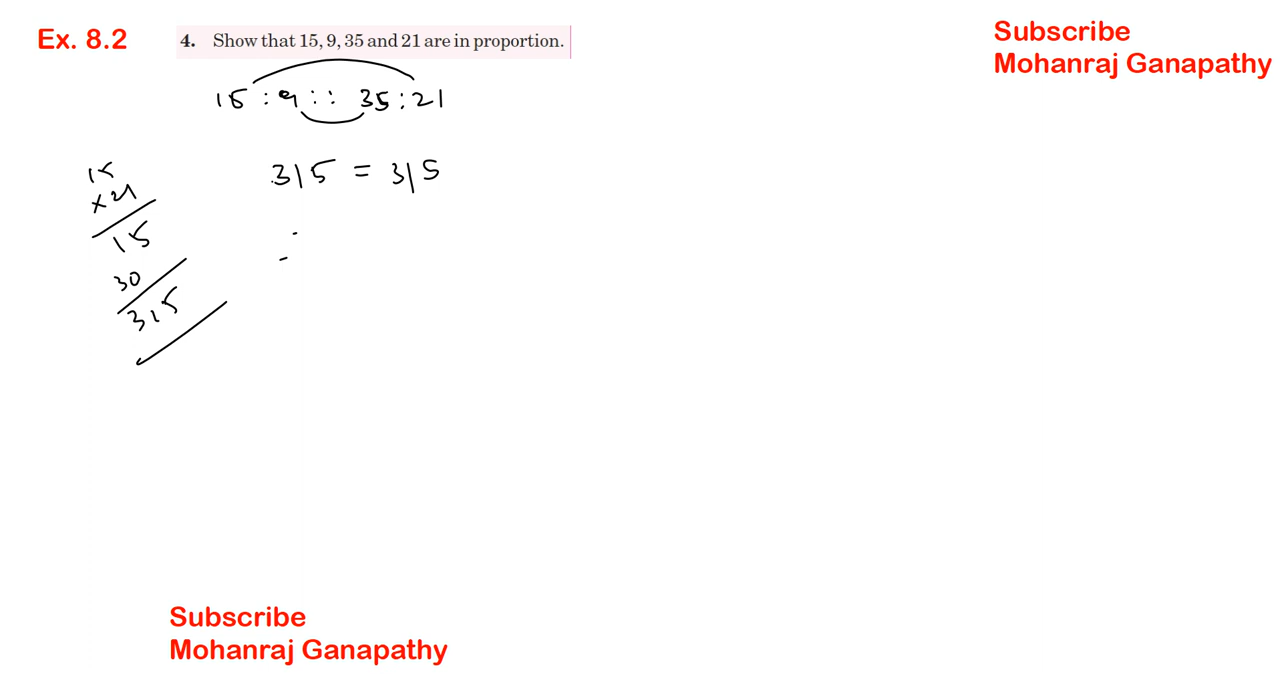 Ex. 8.2
4. Show that 15, 9, 35 and 21 are in proportion.
Subscribe
Mohanraj Ganapathy
15 : 9 :: 35 : 21
315 = 315
15
× 21
15
30
315
Subscribe
Mohanraj Ganapathy